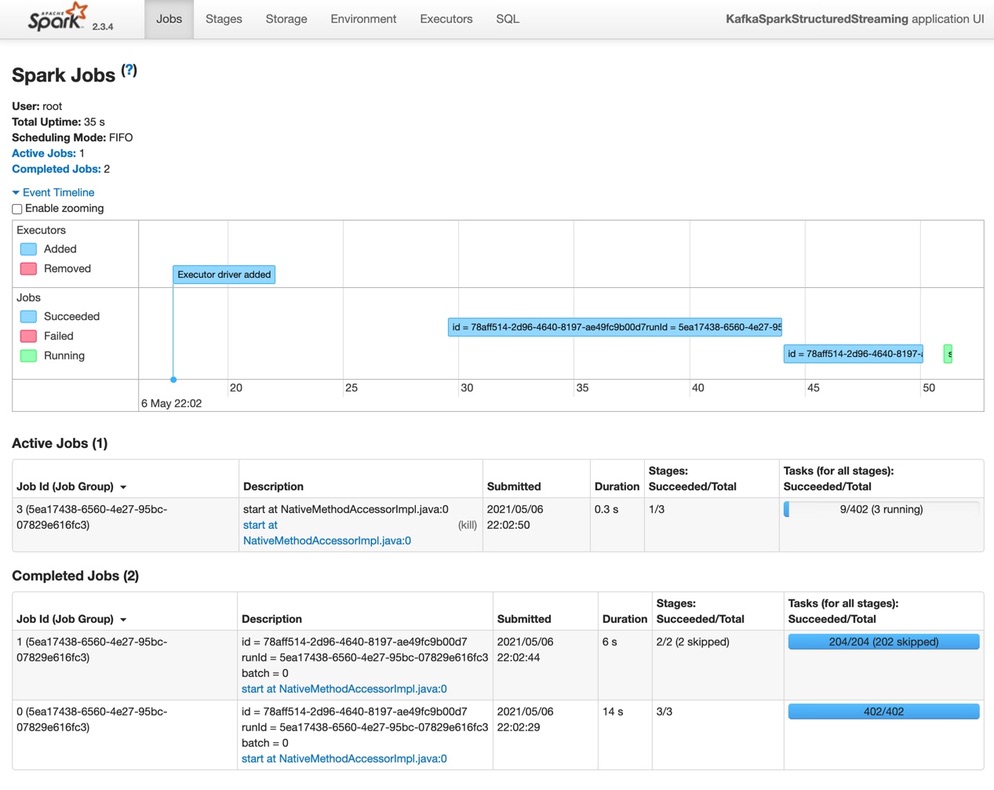 APACHE
Spark 2.3.4
Jobs Stages Storage Environment Executors SQL
KafkaSparkStructuredStreaming application UI
Spark Jobs (?)
User: root
Total Uptime: 35 s
Scheduling Mode: FIFO
Active Jobs: 1
Completed Jobs: 2
Event Timeline
Enable zooming
Executors
Added
Removed
Executor driver added
Jobs
Succeeded
Failed
Running
id = 78aff514-2d96-4640-8197-ae49fc9b00d7runId = 5ea17438-6560-4e27-95
id = 78aff514-2d96-4640-8197-a
s
20 25 30 35 40 45 50
6 May 22:02
Active Jobs (1)
Job Id (Job Group) Description Submitted Duration Stages: Succeeded/Total Tasks (for all stages): Succeeded/Total
3 (5ea17438-6560-4e27-95bc-
07829e616fc3)
start at NativeMethodAccessorImpl.java:0
start at
NativeMethodAccessorImpl.java:0
(kill)
2021/05/06
22:02:50
0.3 s
1/3
9/402 (3 running)
Completed Jobs (2)
Job Id (Job Group) Description Submitted Duration Stages: Succeeded/Total Tasks (for all stages): Succeeded/Total
1 (5ea17438-6560-4e27-95bc-
07829e616fc3)
id = 78aff514-2d96-4640-8197-ae49fc9b00d7
runId = 5ea17438-6560-4e27-95bc-07829e616fc3
batch = 0
start at NativeMethodAccessorImpl.java:0
2021/05/06
22:02:44
6 s
2/2 (2 skipped)
204/204 (202 skipped)
0 (5ea17438-6560-4e27-95bc-
07829e616fc3)
id = 78aff514-2d96-4640-8197-ae49fc9b00d7
runId = 5ea17438-6560-4e27-95bc-07829e616fc3
batch = 0
start at NativeMethodAccessorImpl.java:0
2021/05/06
22:02:29
14 s
3/3
402/402